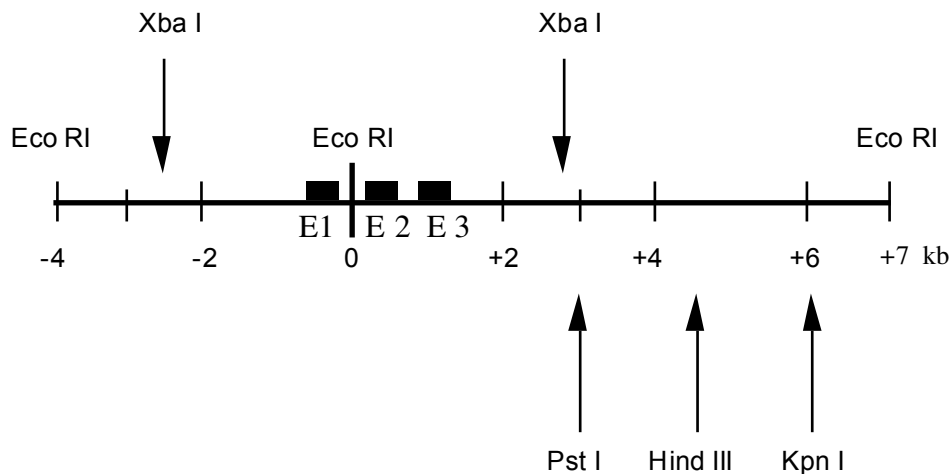 Xba I Xba I
Eco RI Eco RI Eco RI
E1 E 2 E 3
-4 -2 0 +2 +4 +6 +7 kb
Pst I Hind III Kpn I